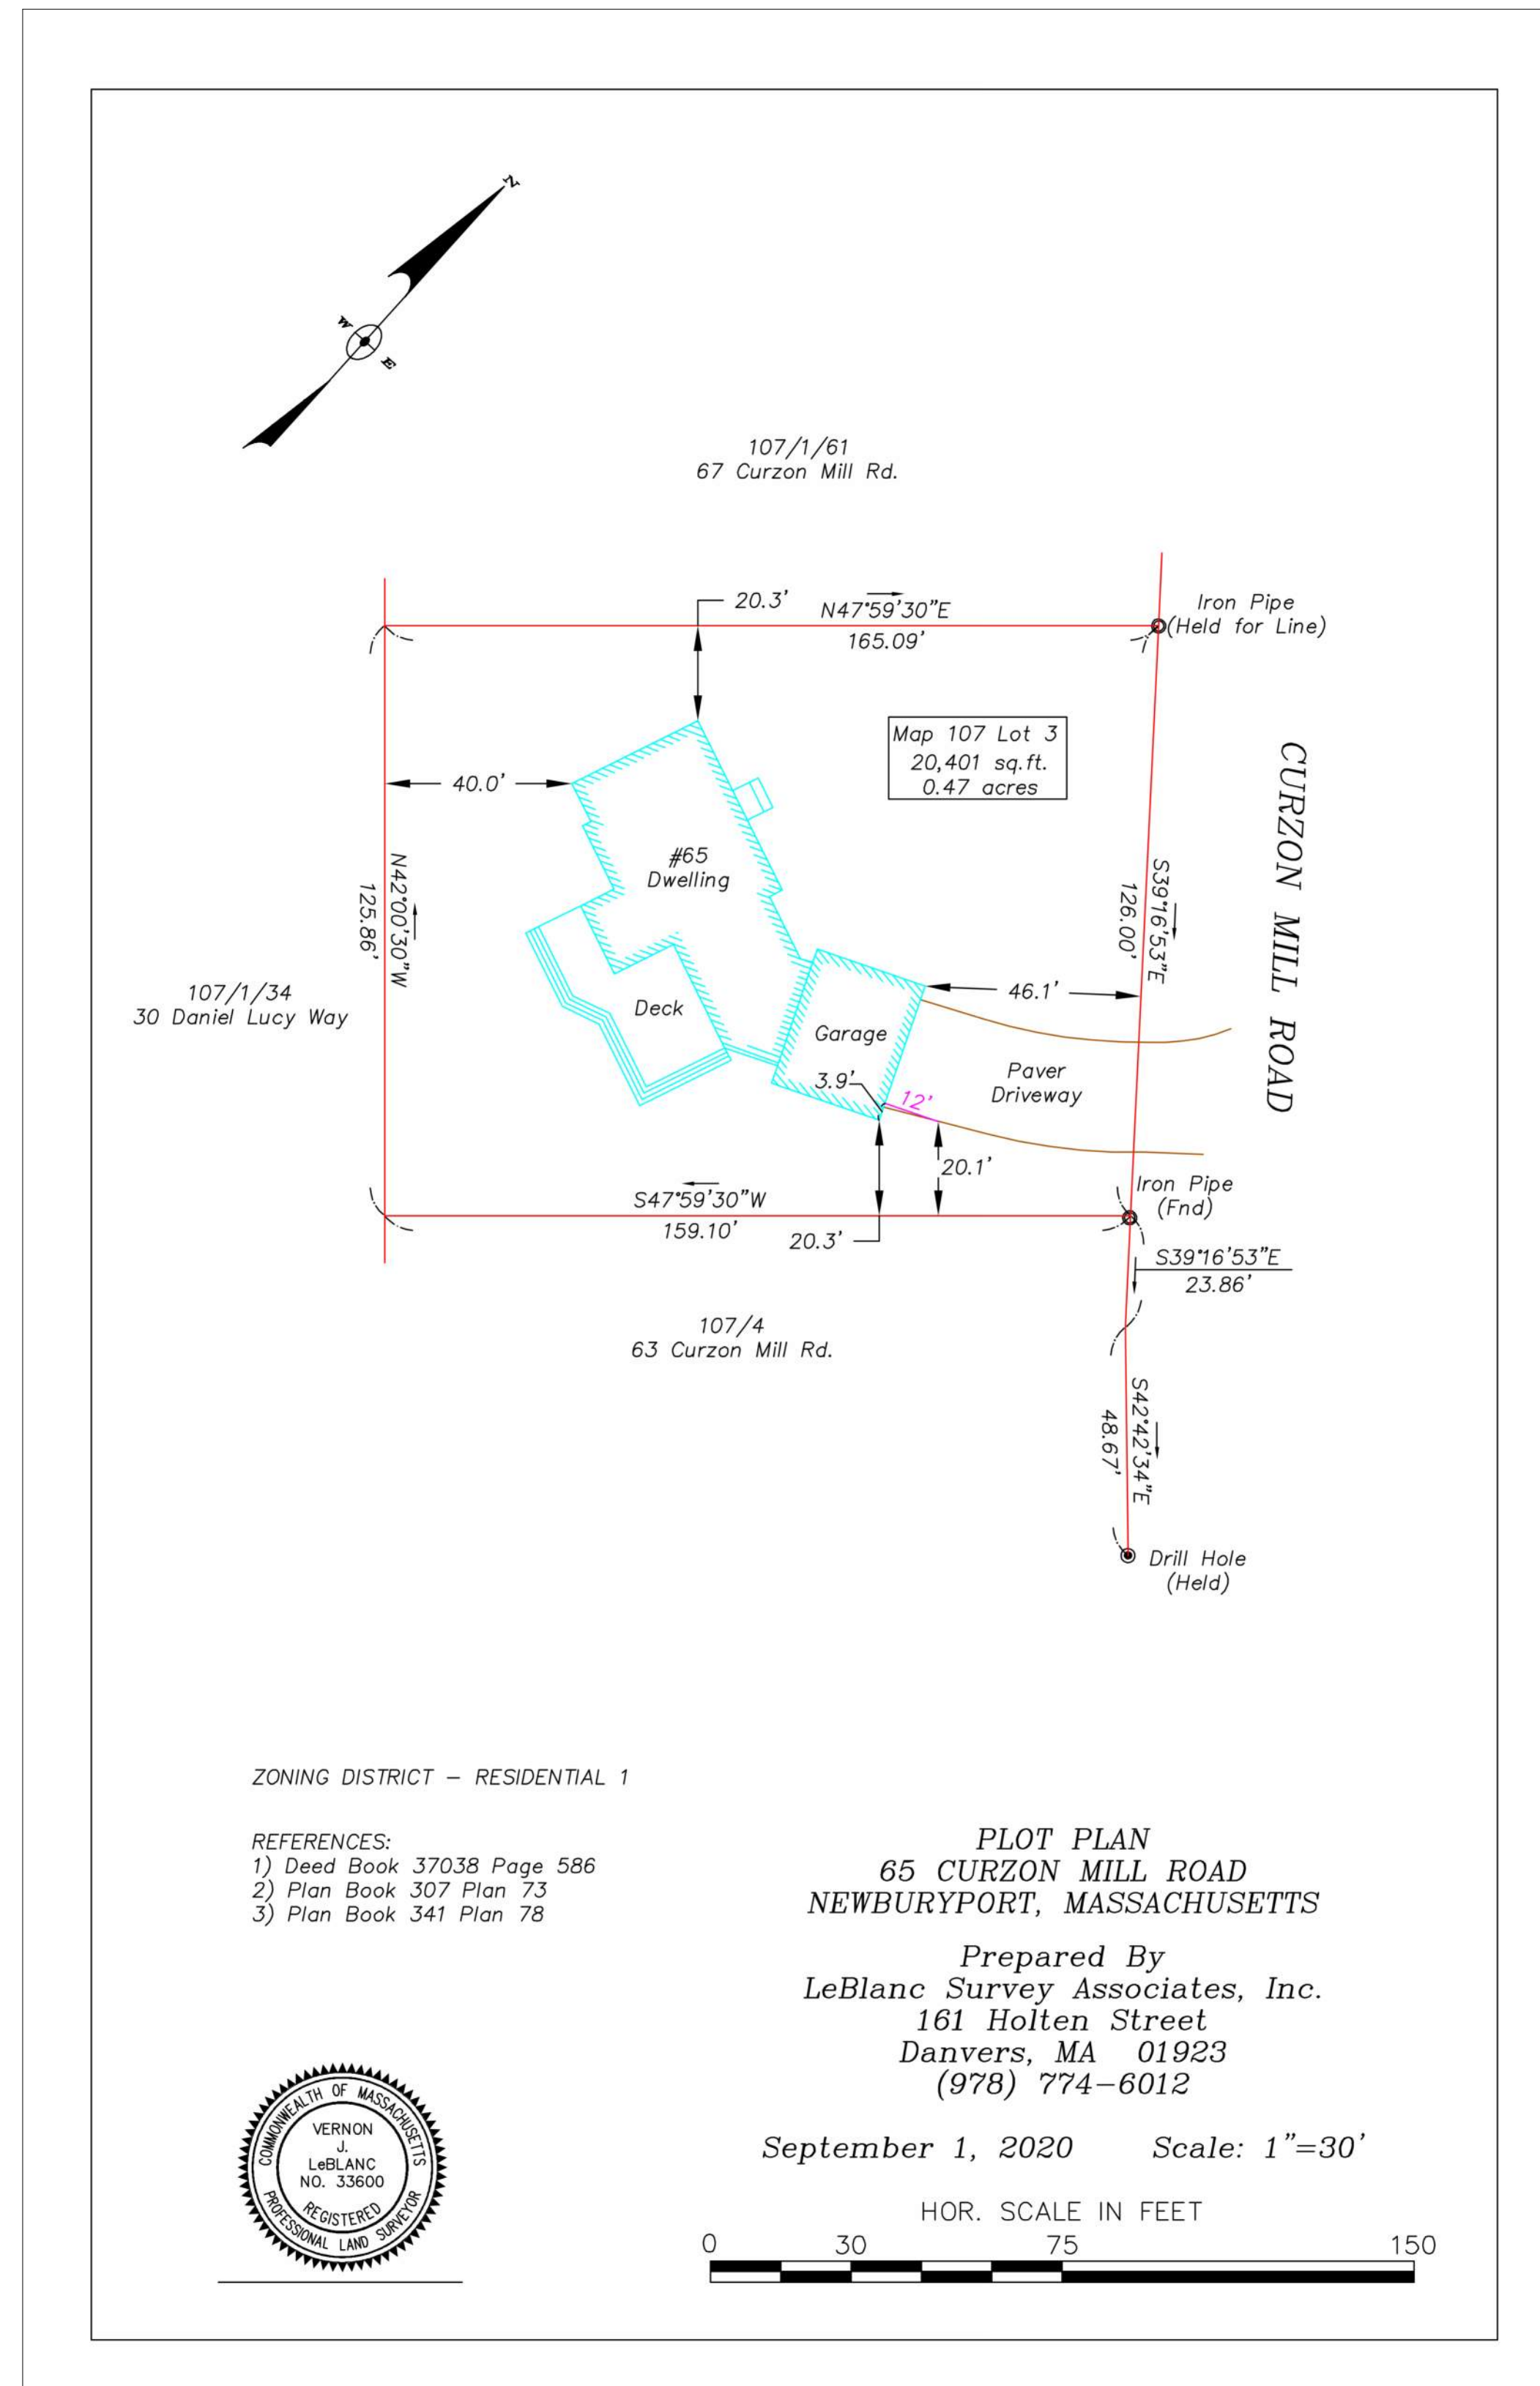 N
W
E
107/1/61
67 Curzon Mill Rd.
20.3'
N47°59'30"E
165.09'
Iron Pipe
(Held for Line)
Map 107 Lot 3
20,401 sq.ft.
0.47 acres
40.0'
#65
Dwelling
N42°00'30"W
125.86'
S39°16'53"E
126.00'
CURZON MILL ROAD
107/1/34
30 Daniel Lucy Way
Deck
46.1'
Garage
Paver
Driveway
3.9'
12'
20.1'
S47°59'30"W
159.10'
20.3'
Iron Pipe
(Fnd)
S39°16'53"E
23.86'
107/4
63 Curzon Mill Rd.
S42°42'34"E
48.67'
Drill Hole
(Held)
ZONING DISTRICT – RESIDENTIAL 1
REFERENCES:
1) Deed Book 37038 Page 586
2) Plan Book 307 Plan 73
3) Plan Book 341 Plan 78
PLOT PLAN
65 CURZON MILL ROAD
NEWBURYPORT, MASSACHUSETTS
Prepared By
LeBlanc Survey Associates, Inc.
161 Holten Street
Danvers, MA 01923
(978) 774–6012
September 1, 2020 Scale: 1"=30'
HOR. SCALE IN FEET
0 30 75 150
COMMONWEALTH OF MASSACHUSETTS
VERNON
J.
LeBLANC
NO. 33600
REGISTERED
PROFESSIONAL LAND SURVEYOR